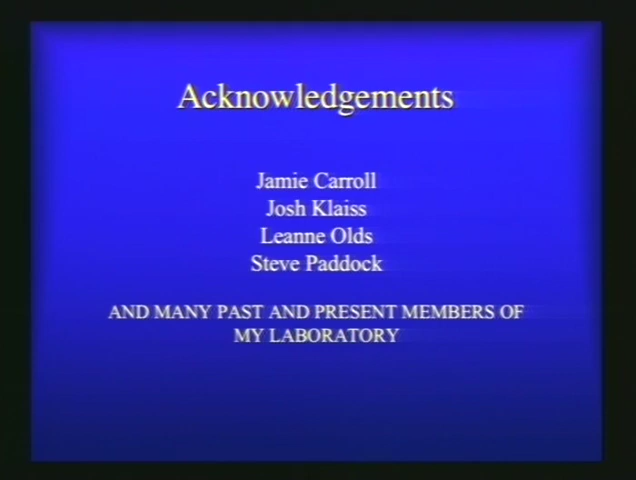 Acknowledgements
Jamie Carroll
Josh Klaiss
Leanne Olds
Steve Paddock
AND MANY PAST AND PRESENT MEMBERS OF
MY LABORATORY